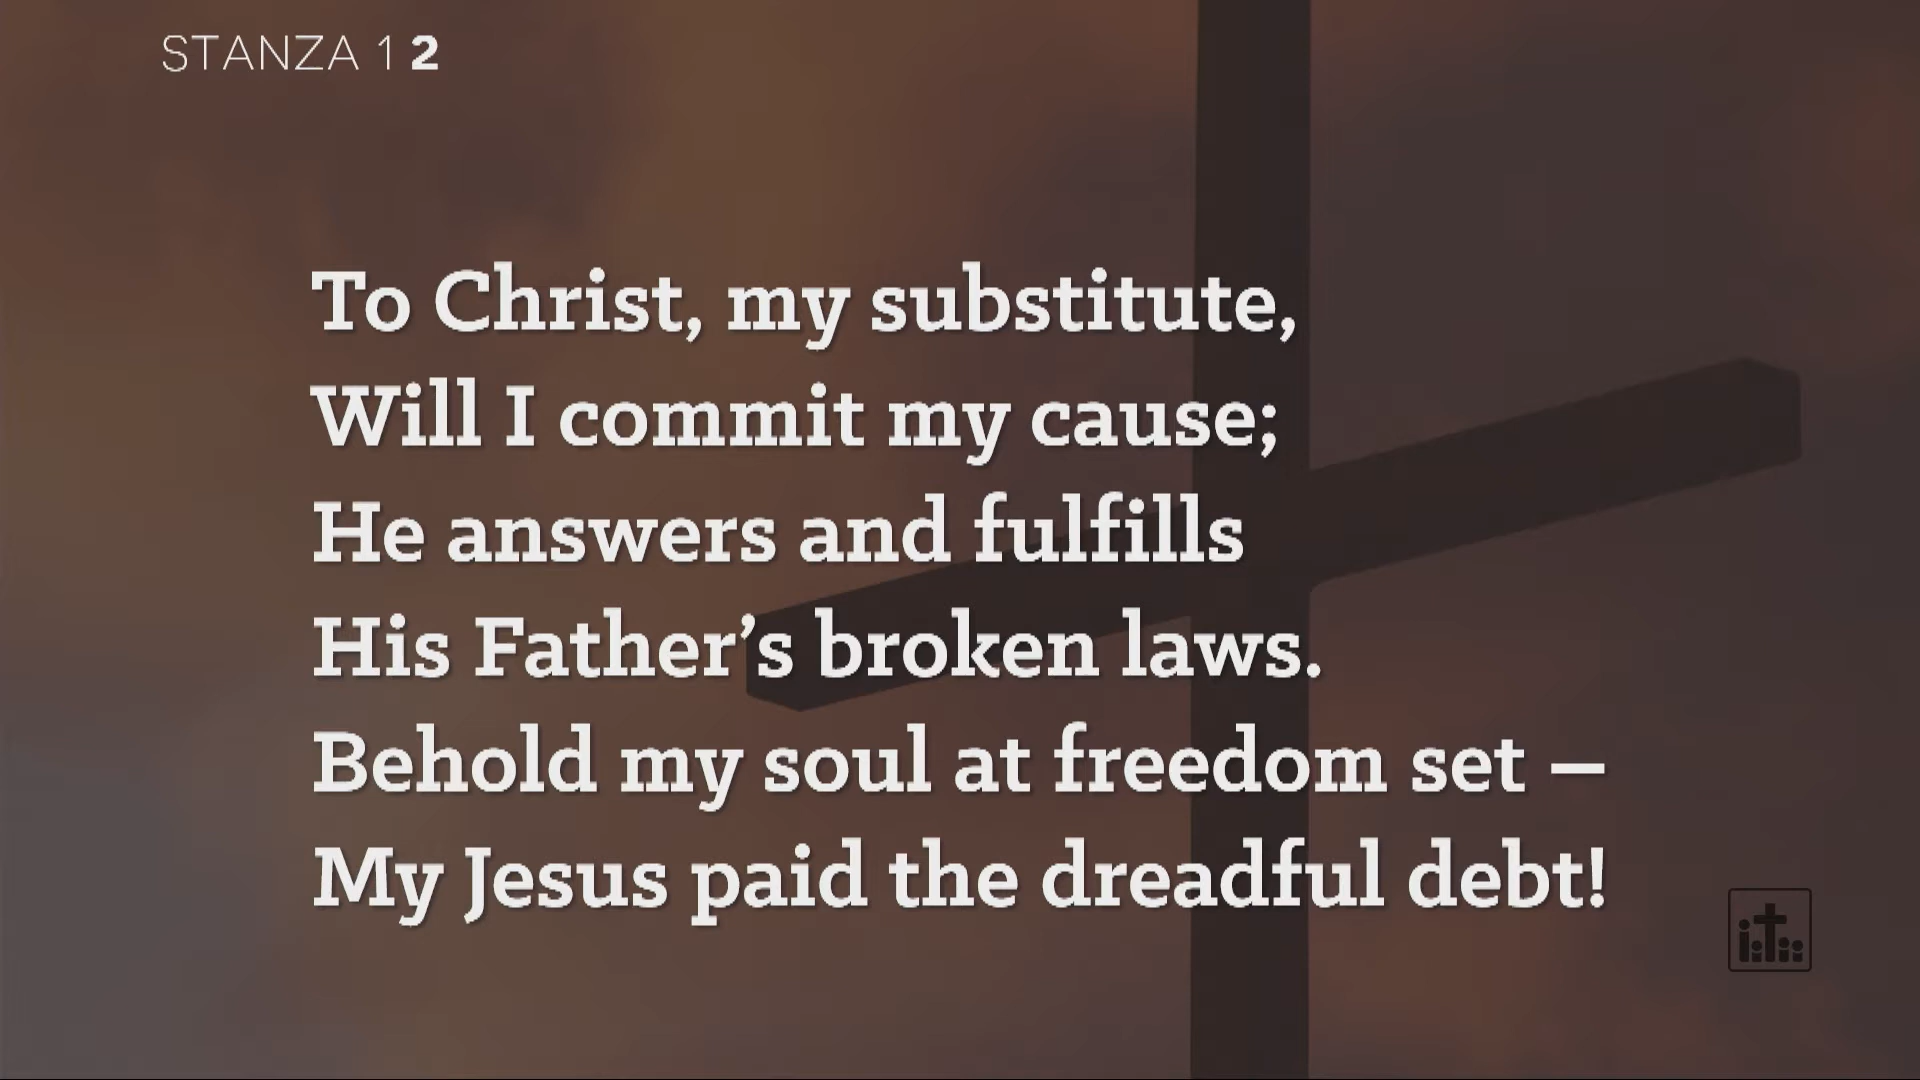 STANZA 1 2
To Christ, my substitute,
Will I commit my cause;
He answers and fulfills
His Father’s broken laws.
Behold my soul at freedom set –
My Jesus paid the dreadful debt!